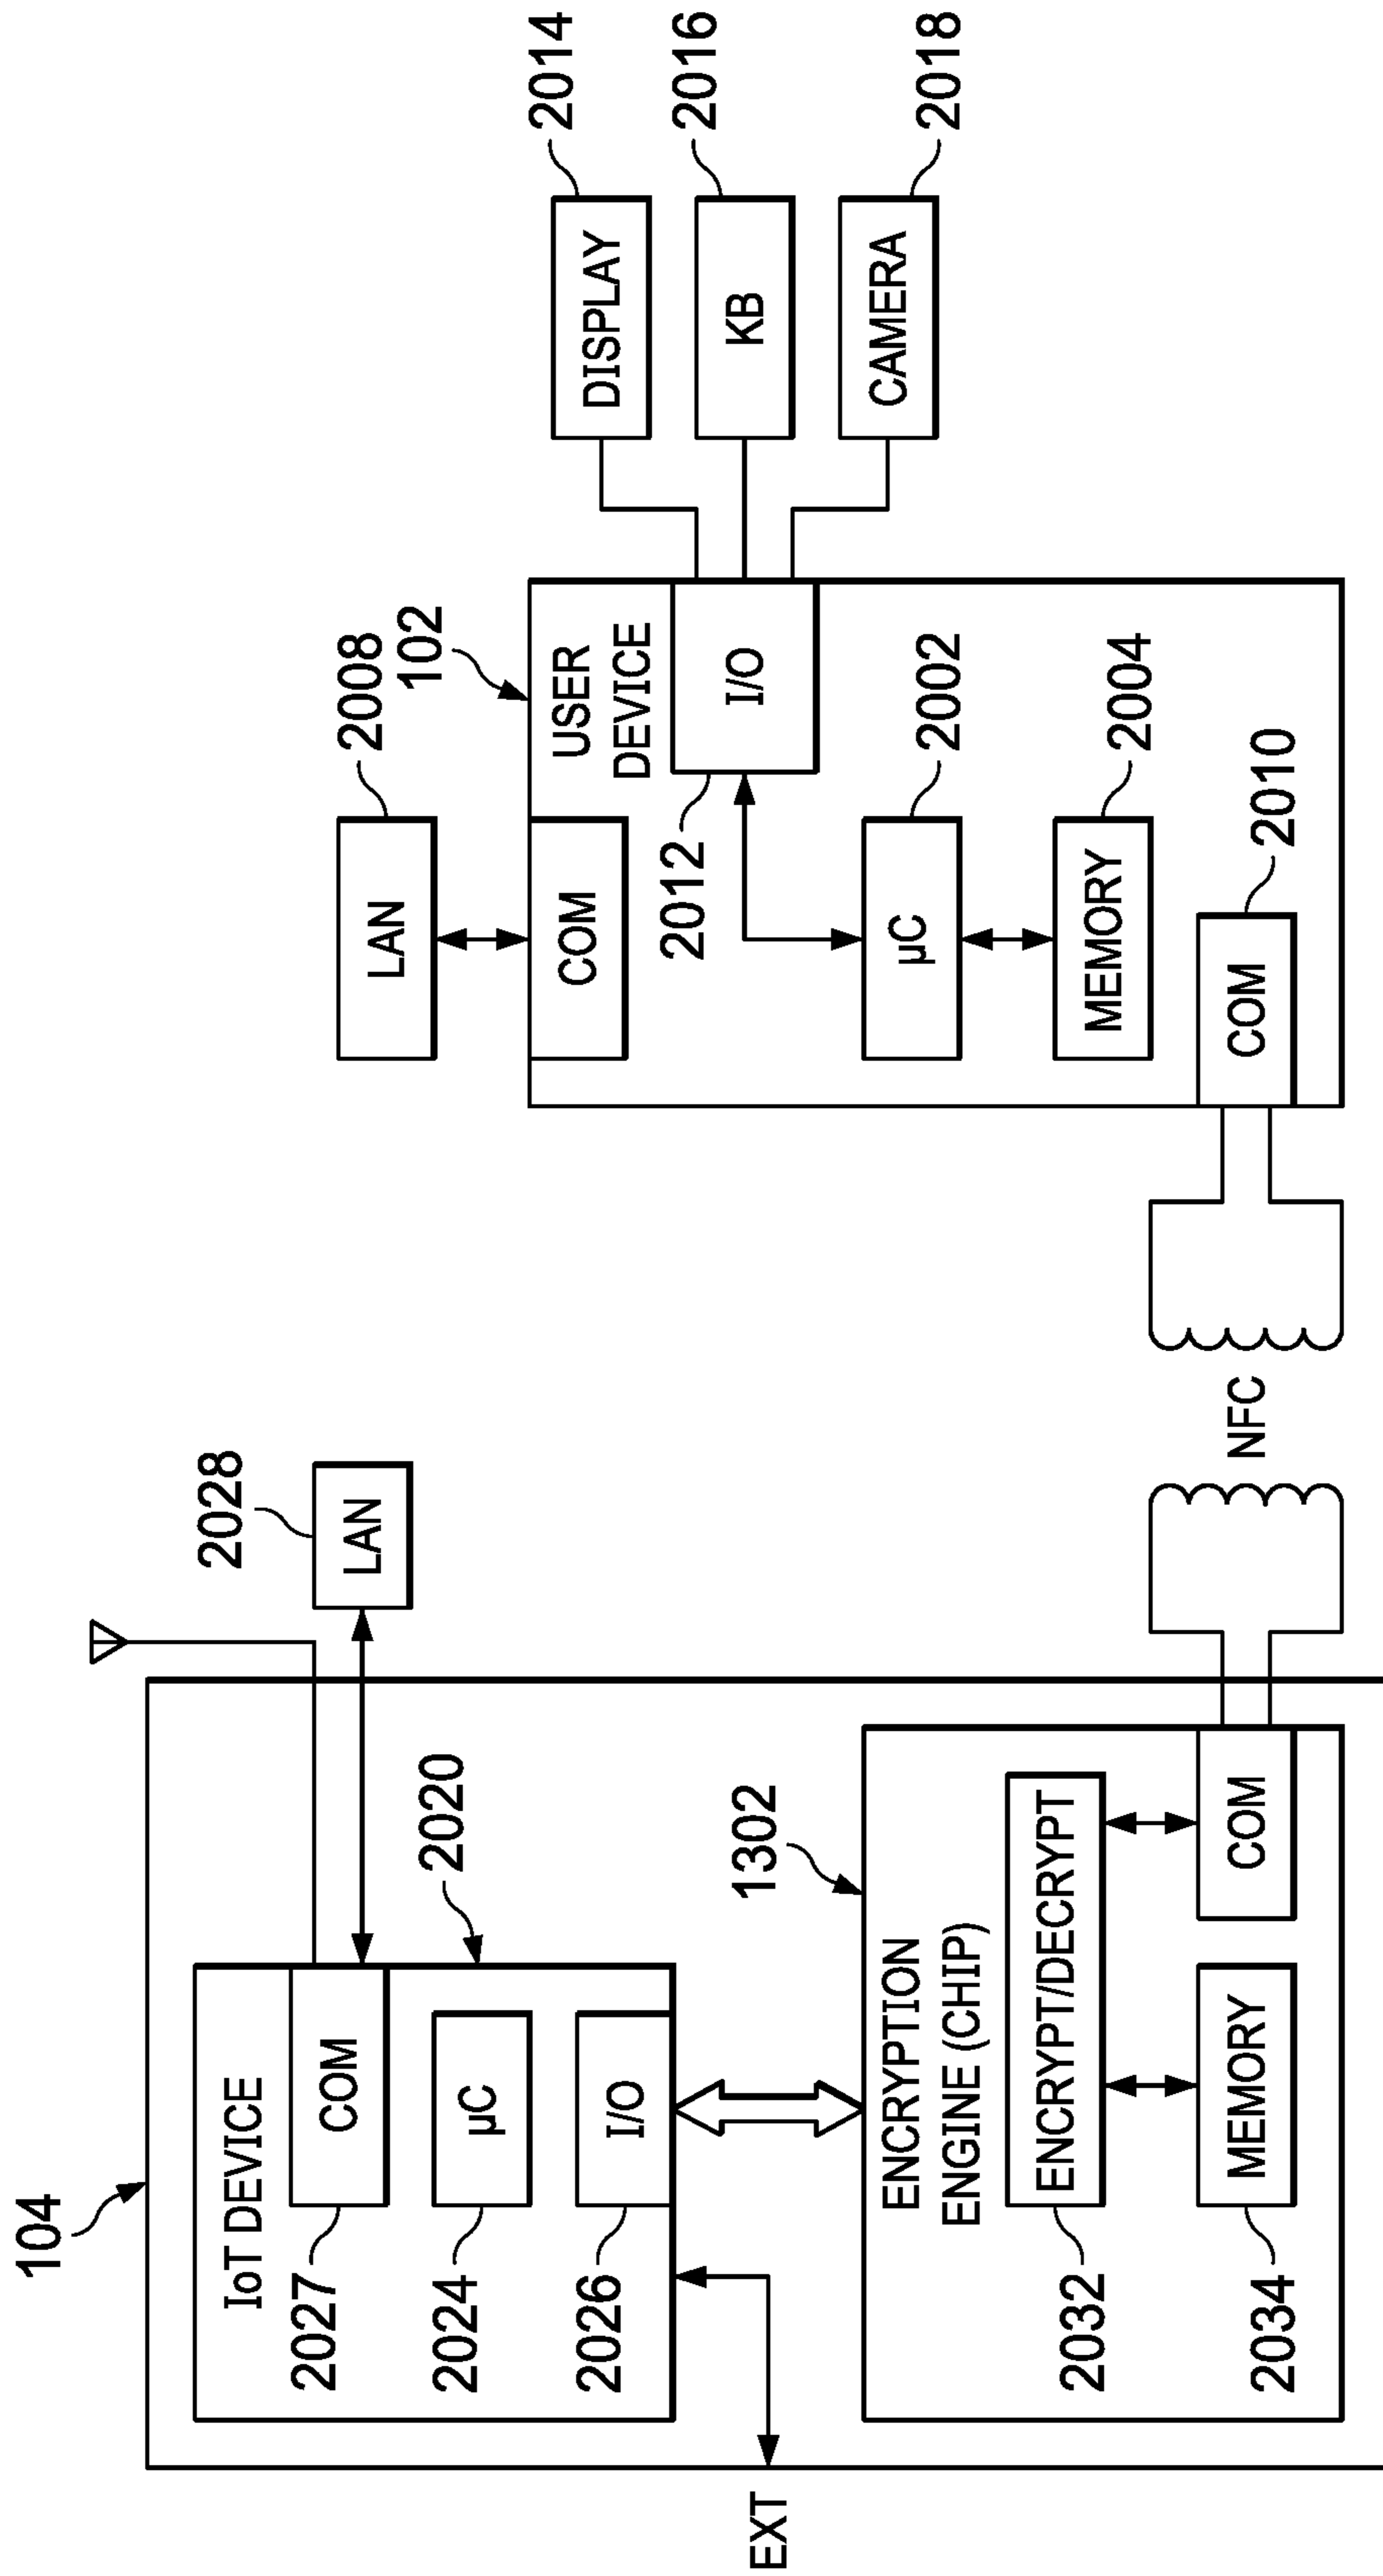 104
IoT DEVICE
2027
COM
2028
LAN
2024
µC
2020
2026
I/O
EXT
1302
ENCRYPTION
ENGINE (CHIP)
2032
ENCRYPT/DECRYPT
2034
MEMORY
COM
NFC
2008
LAN
102
USER
DEVICE
COM
2012
I/O
2002
µC
2004
MEMORY
2010
COM
2014
DISPLAY
2016
KB
2018
CAMERA